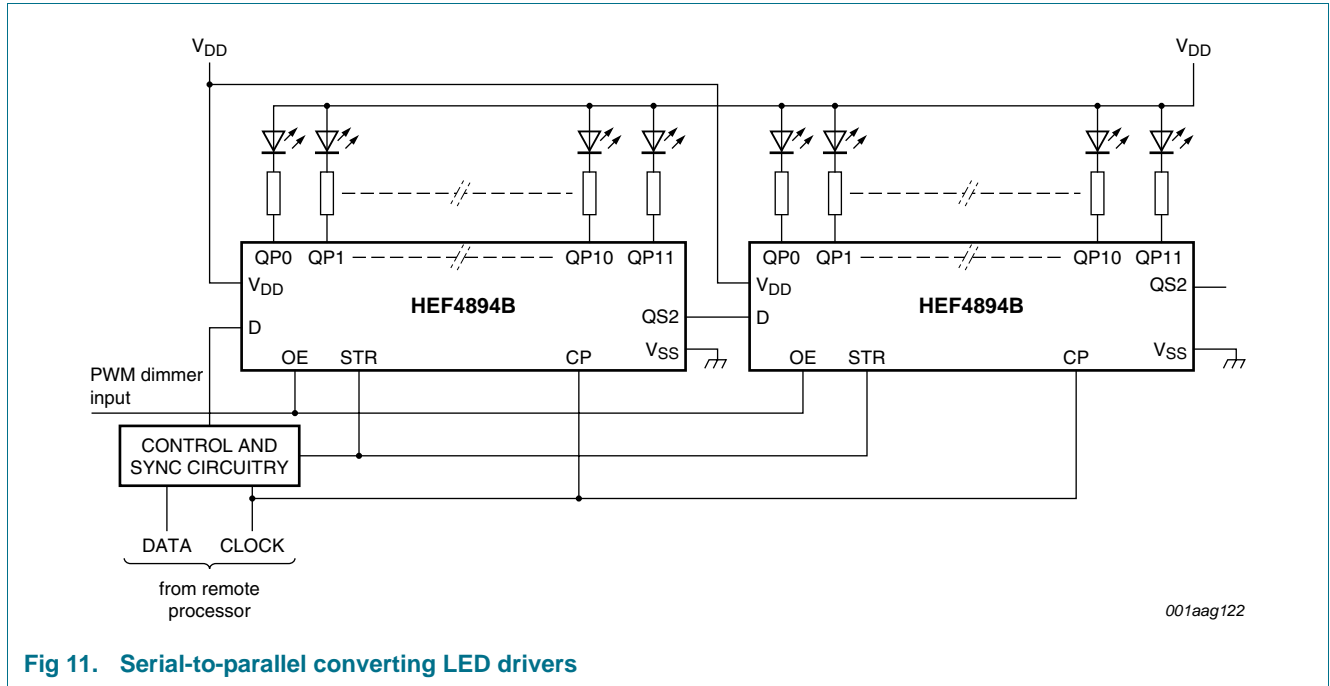 VDD VDD
QP0 QP1 QP10 QP11 QP0 QP1 QP10 QP11
VDD HEF4894B VDD HEF4894B QS2
D QS2 D
OE STR CP VSS OE STR CP VSS
PWM dimmer
input
CONTROL AND
SYNC CIRCUITRY
DATA CLOCK
from remote
processor
001aag122
Fig 11. Serial-to-parallel converting LED drivers